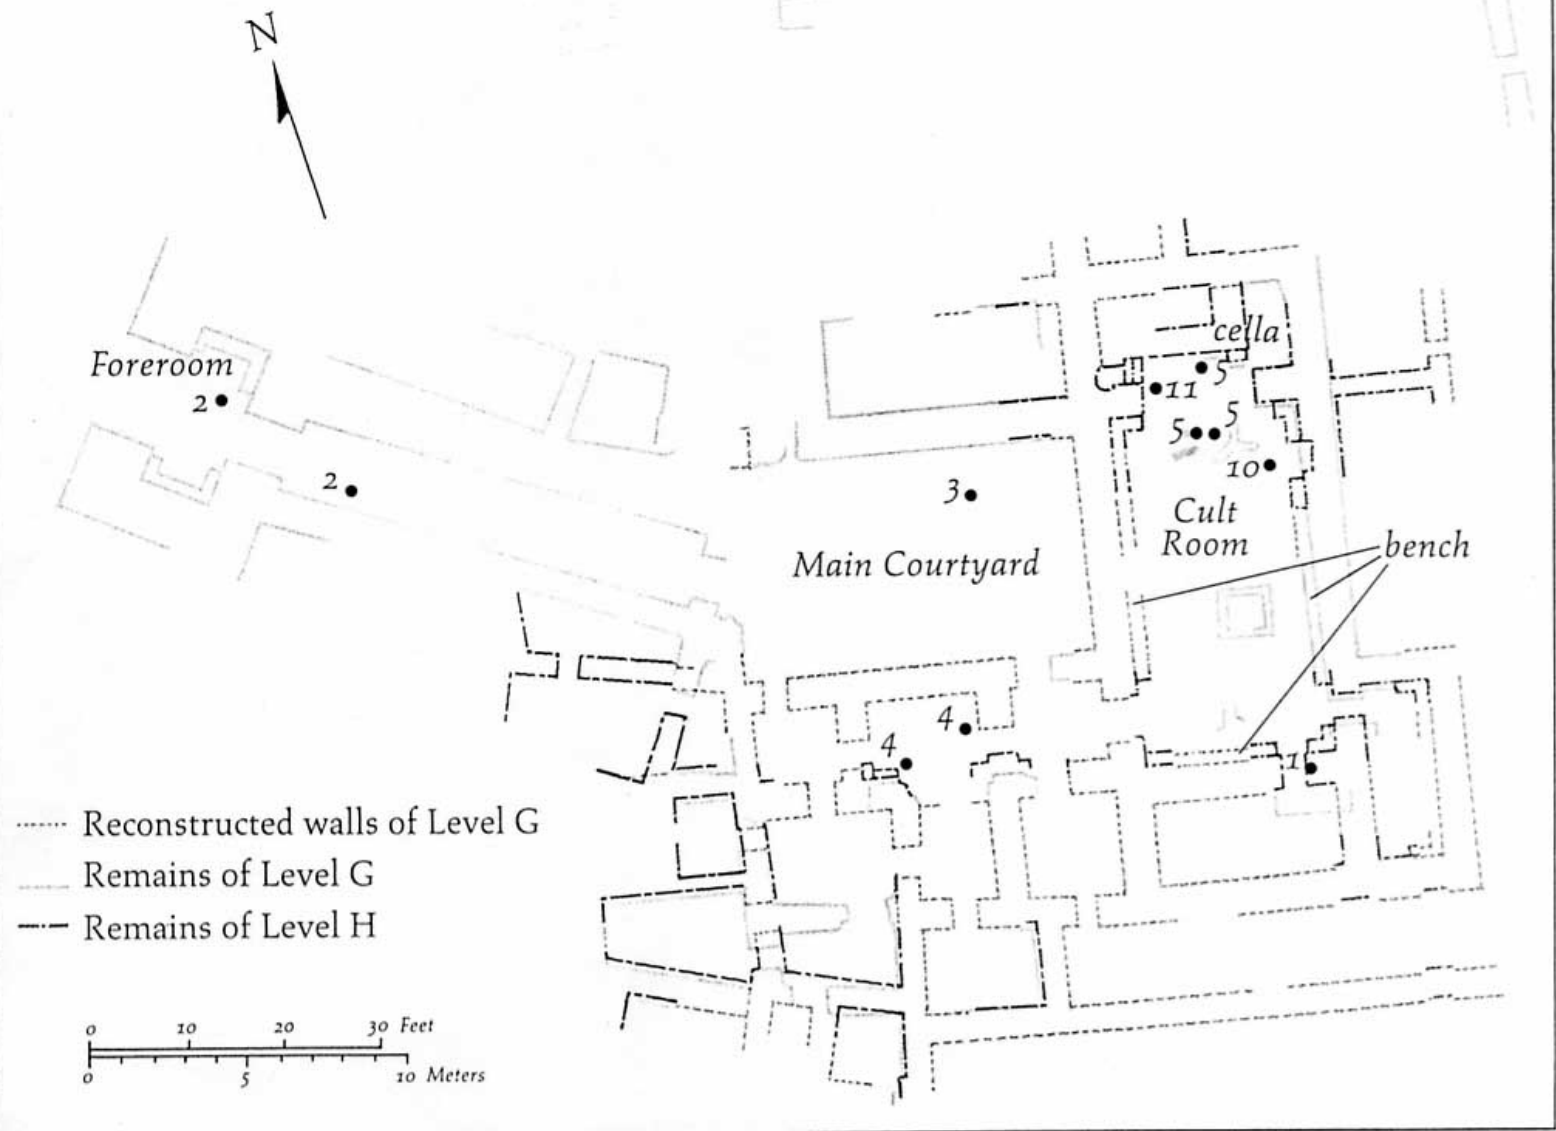 N
cella
Foreroom
5
11
2
5
5
10
2
3
Cult
Room
bench
Main Courtyard
4
4
1
Reconstructed walls of Level G
Remains of Level G
Remains of Level H
0 10 20 30 Feet
0 5 10 Meters